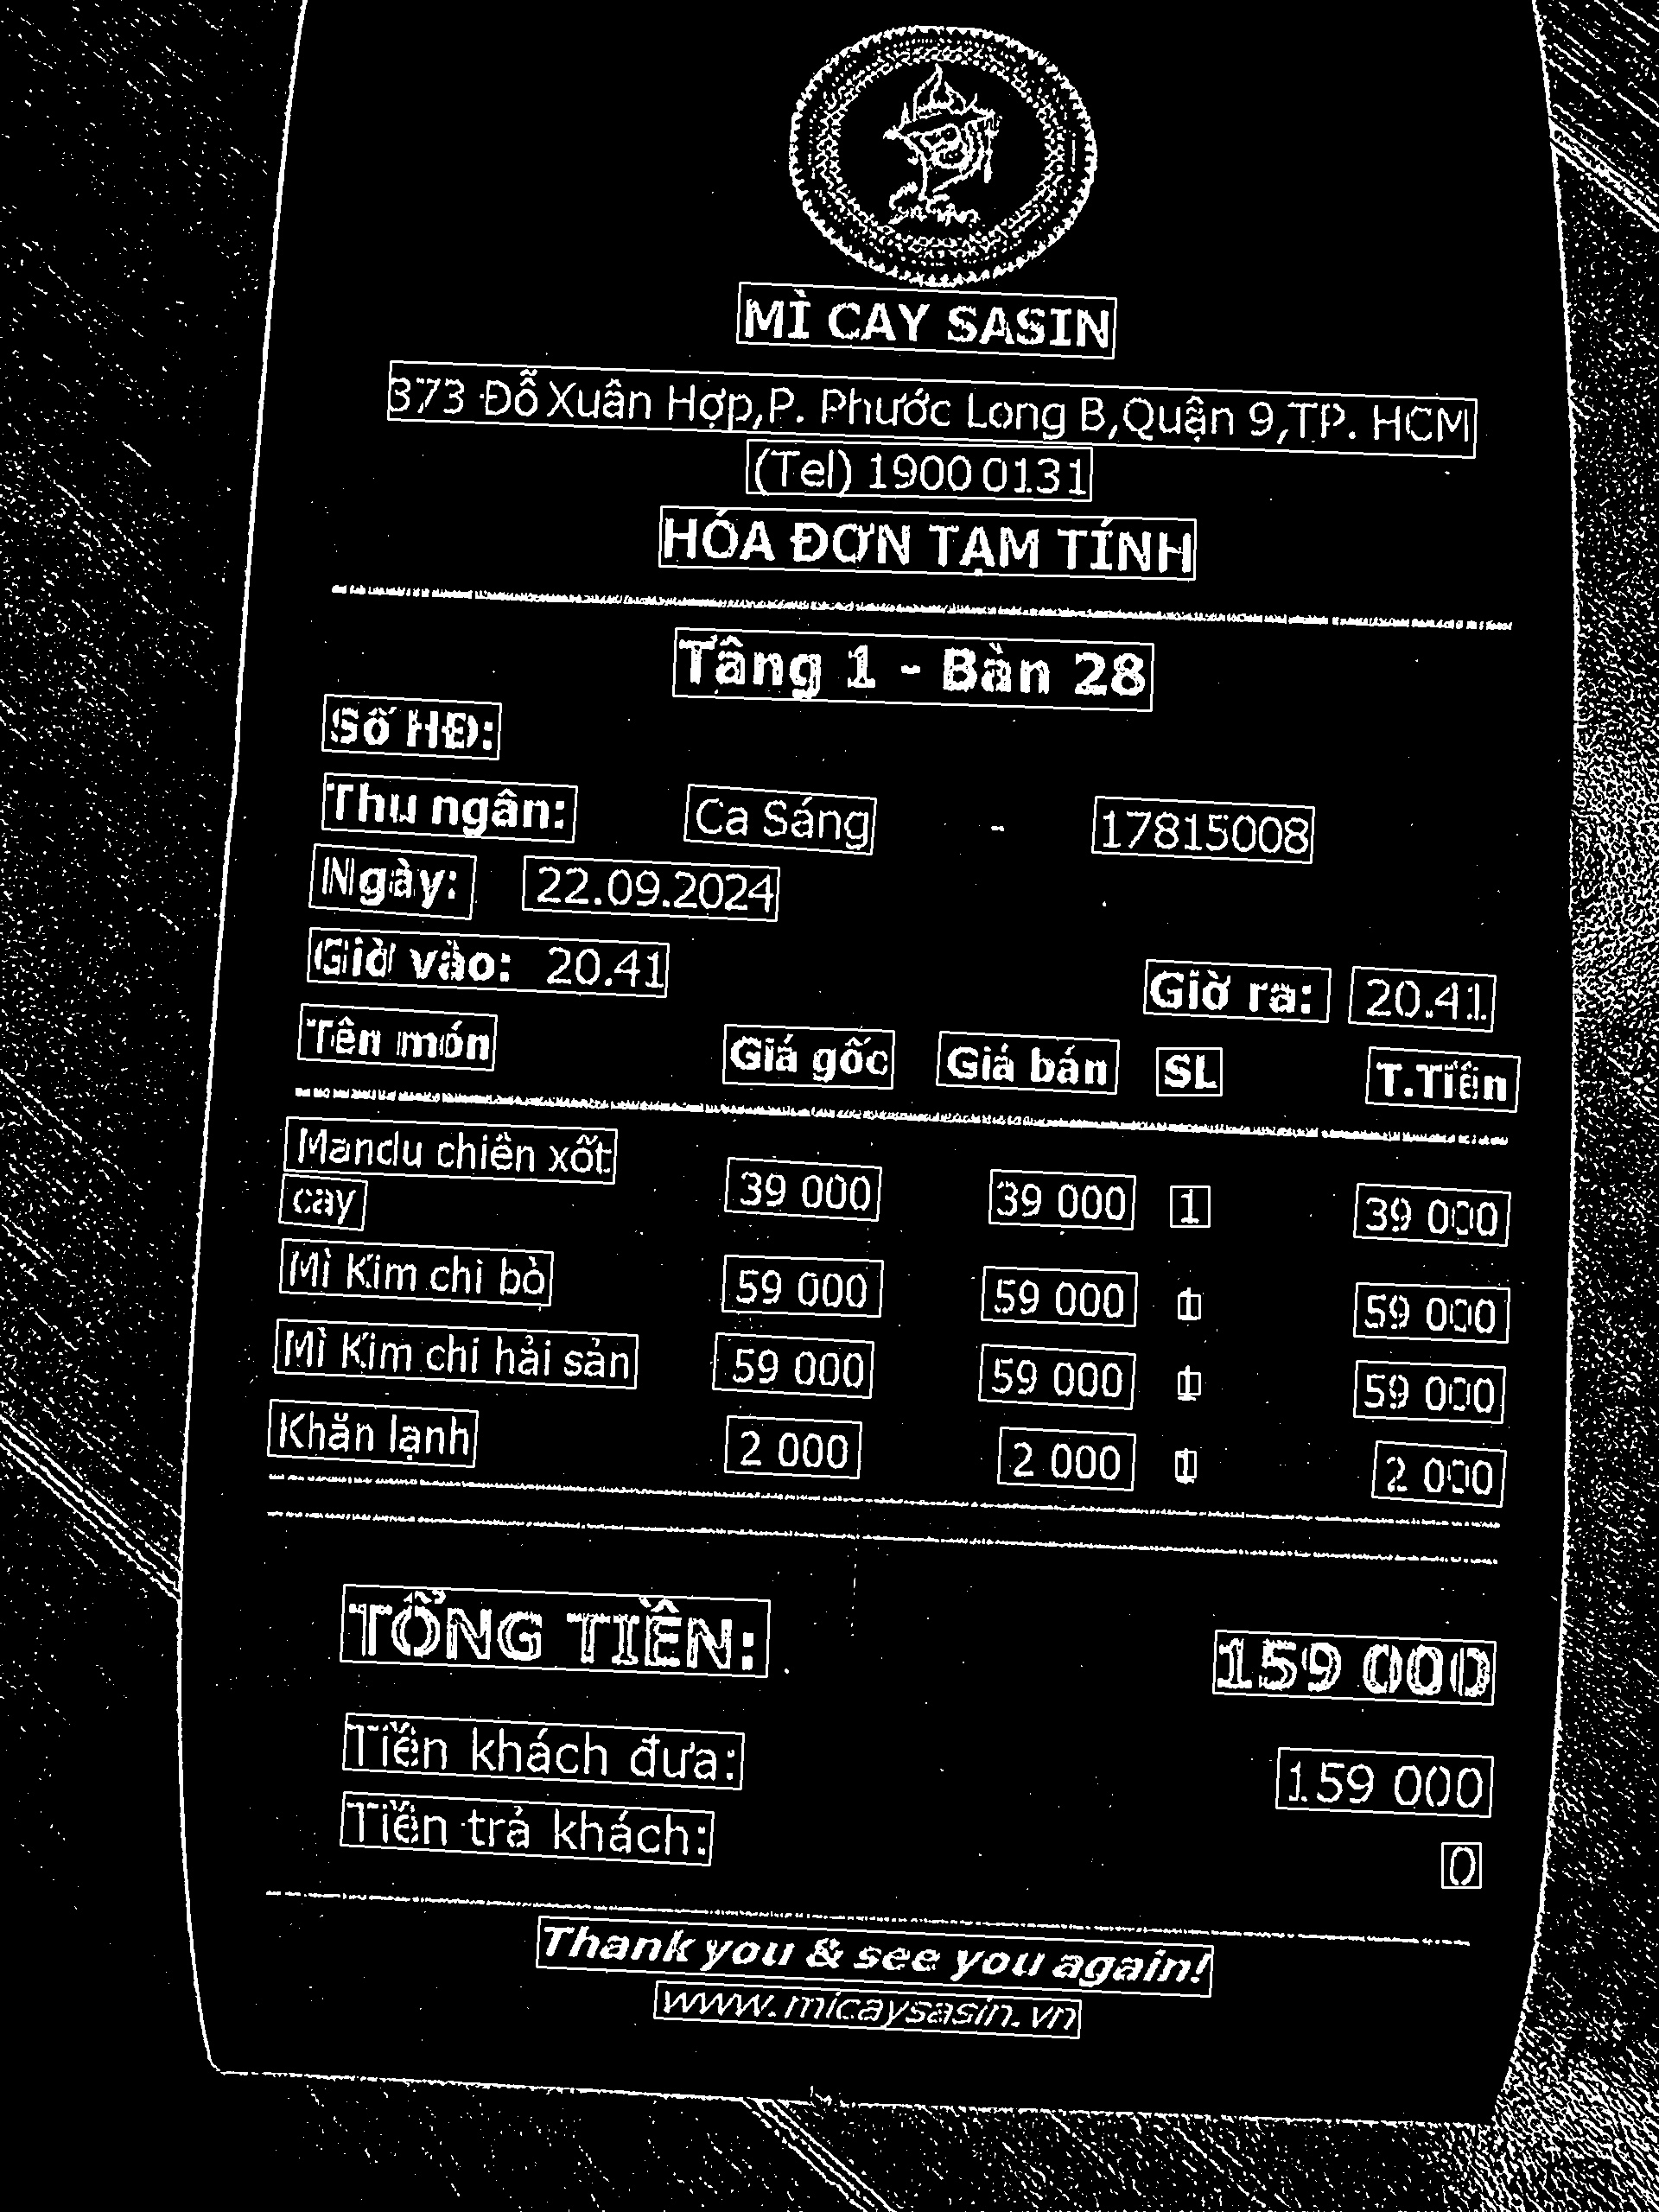 MÌ CAY SASIN
373 Đỗ Xuân Hợp,P. Phước Long B,Quận 9,TP. HCM
(Tel) 1900 0131
HÓA ĐƠN TẠM TÍNH
Tầng 1 - Bàn 28
Số HĐ:
Thu ngân: Ca Sáng - 17815008
Ngày: 22.09.2024
Giờ vào: 20.41 Giờ ra: 20.41
Tên món Giá gốc Giá bán SL T.Tiền
Mandu chiên xốt cay 39 000 39 000 1 39 000
Mì Kim chi bò 59 000 59 000 1 59 000
Mì Kim chi hải sản 59 000 59 000 1 59 000
Khăn lạnh 2 000 2 000 1 2 000
TỔNG TIỀN: 159 000
Tiền khách đưa: 159 000
Tiền trả khách: 0
Thank you & see you again!
www.micaysasin.vn